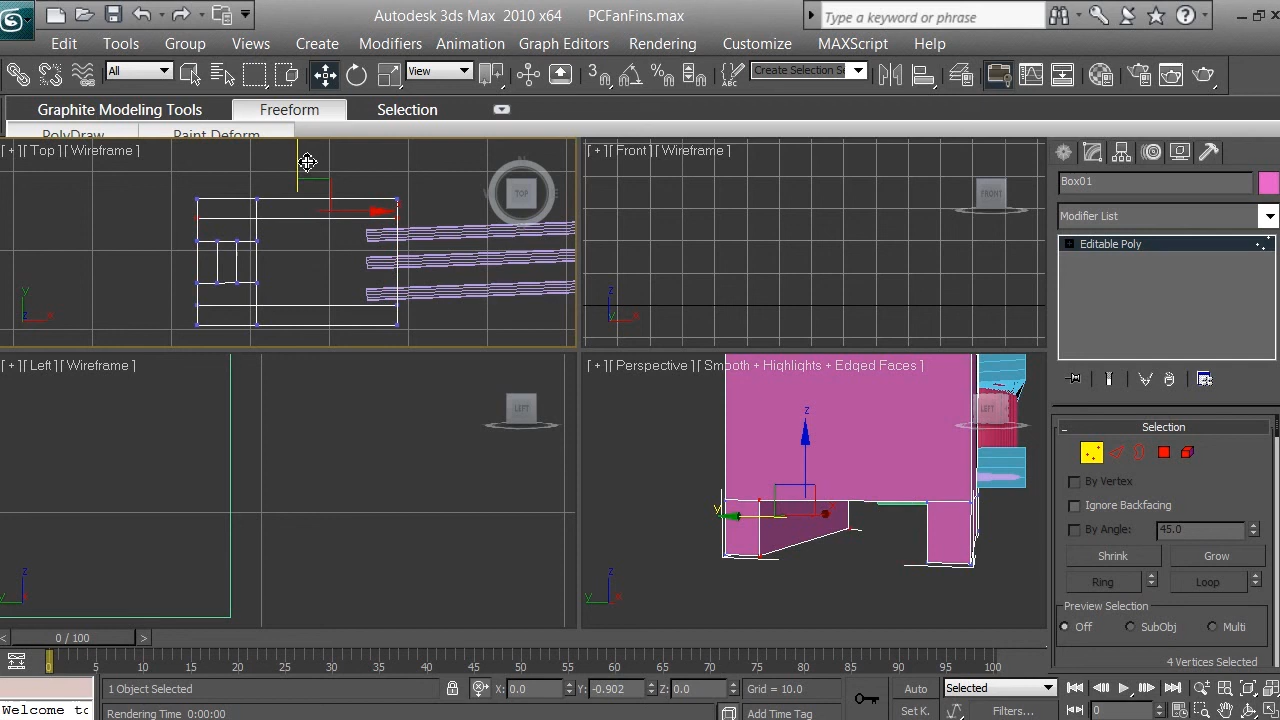 Autodesk 3ds Max 2010 x64 PCFanFins.max
Type a keyword or phrase
Edit Tools Group Views Create Modifiers Animation Graph Editors Rendering Customize MAXScript Help
All View Create Selection Se
Graphite Modeling Tools Freeform Selection
PolyDraw Paint Deform
[ + ][ Top ][ Wireframe ]
[ + ][ Front ][ Wireframe ]
TOP
FRONT
Box01
Modifier List
Editable Poly
y
x
z
x
[ + ][ Left ][ Wireframe ]
[ + ][ Perspective ][ Smooth + Highlights + Edged Faces ]
LEFT
LEFT
z
y
Selection
By Vertex
Ignore Backfacing
By Angle: 45.0
Shrink Grow
Ring Loop
Preview Selection
Off SubObj Multi
4 Vertices Selected
z
y
z
y
x
0 / 100
0 5 10 15 20 25 30 35 40 45 50 55 60 65 70 75 80 85 90 95 100
1 Object Selected X: 0.0 Y: -0.902 Z: 0.0 Grid = 10.0 Auto Selected
Welcome to Rendering Time 0:00:00 Add Time Tag Set K. Filters... 0